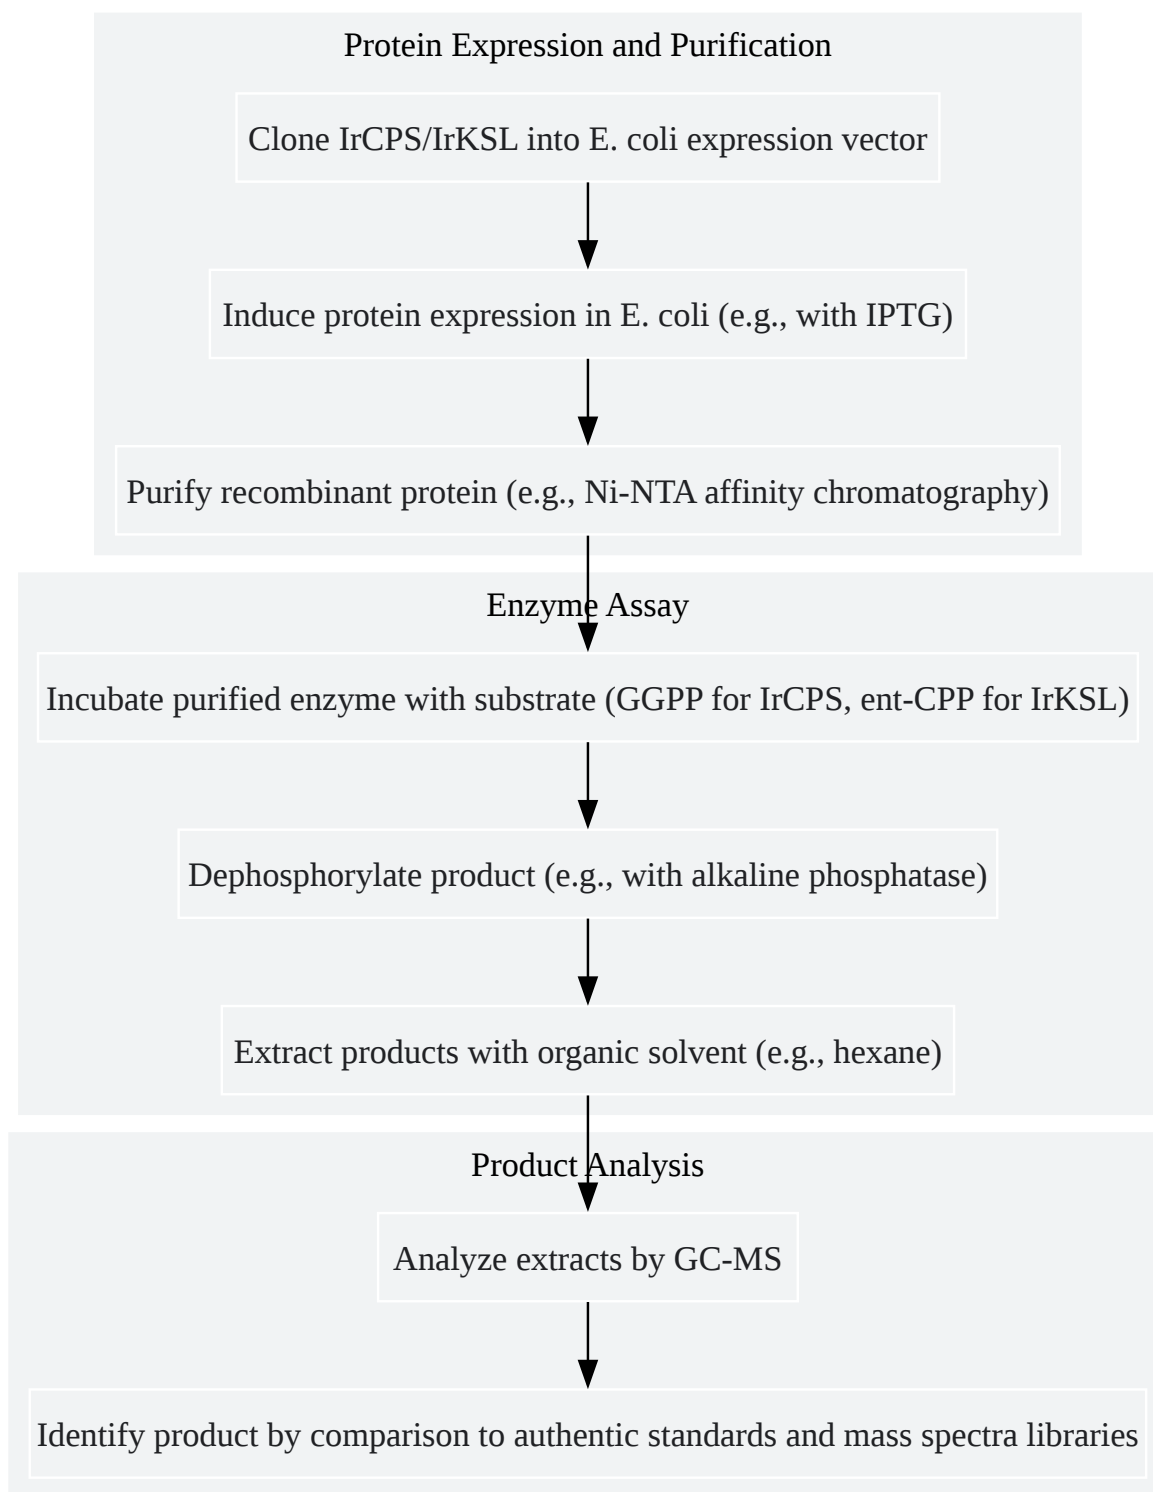 Protein Expression and Purification
Clone IrCPS/IrKSL into E. coli expression vector
Induce protein expression in E. coli (e.g., with IPTG)
Purify recombinant protein (e.g., Ni-NTA affinity chromatography)
Enzyme Assay
Incubate purified enzyme with substrate (GGPP for IrCPS, ent-CPP for IrKSL)
Dephosphorylate product (e.g., with alkaline phosphatase)
Extract products with organic solvent (e.g., hexane)
Product Analysis
Analyze extracts by GC-MS
Identify product by comparison to authentic standards and mass spectra libraries